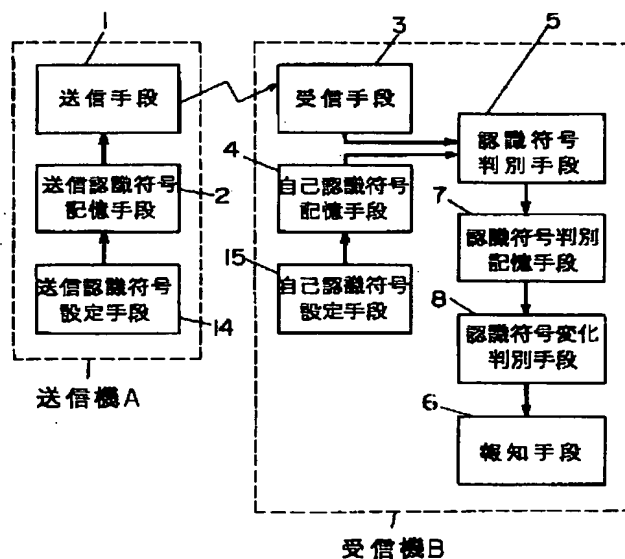 1
送信手段
送信認識符号
記憶手段
2
送信認識符号
設定手段
14
送信機A
3
受信手段
4
自己認識符号
記憶手段
15
自己認識符号
設定手段
5
認識符号
判別手段
7
認識符号判別
記憶手段
8
認識符号変化
判別手段
6
報知手段
受信機B